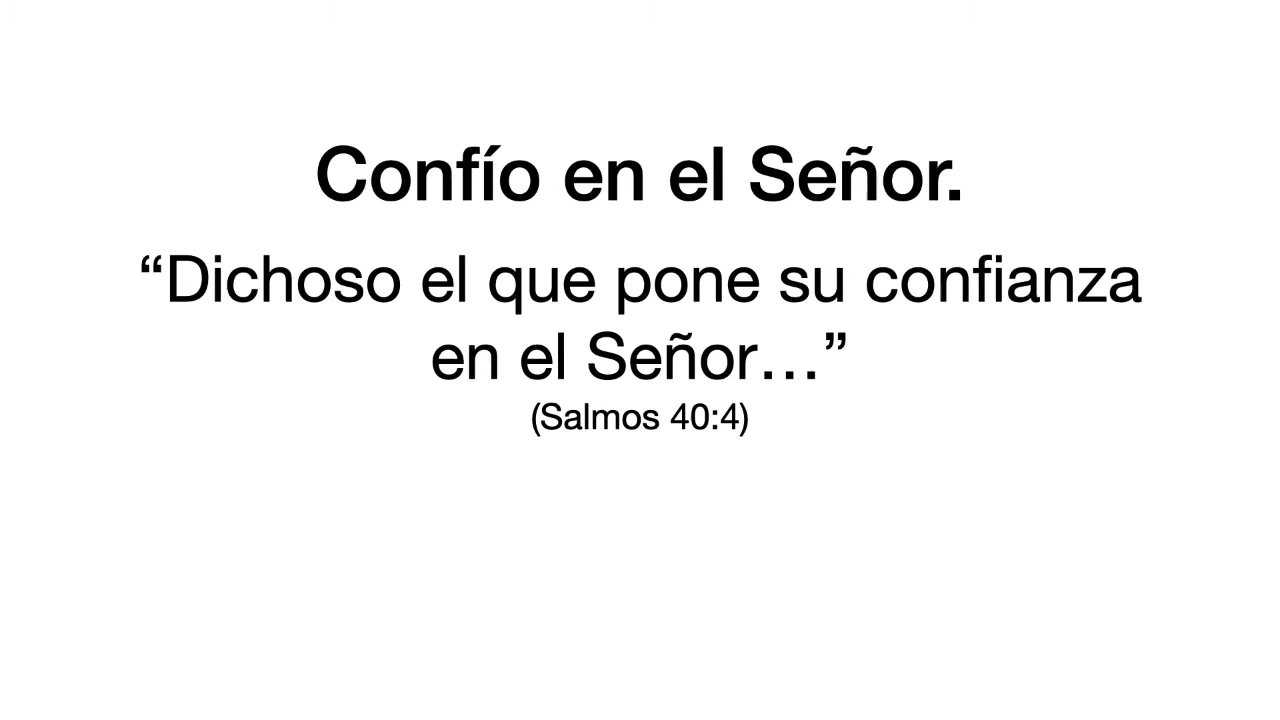 Confío en el Señor.
“Dichoso el que pone su confianza
en el Señor…”
(Salmos 40:4)